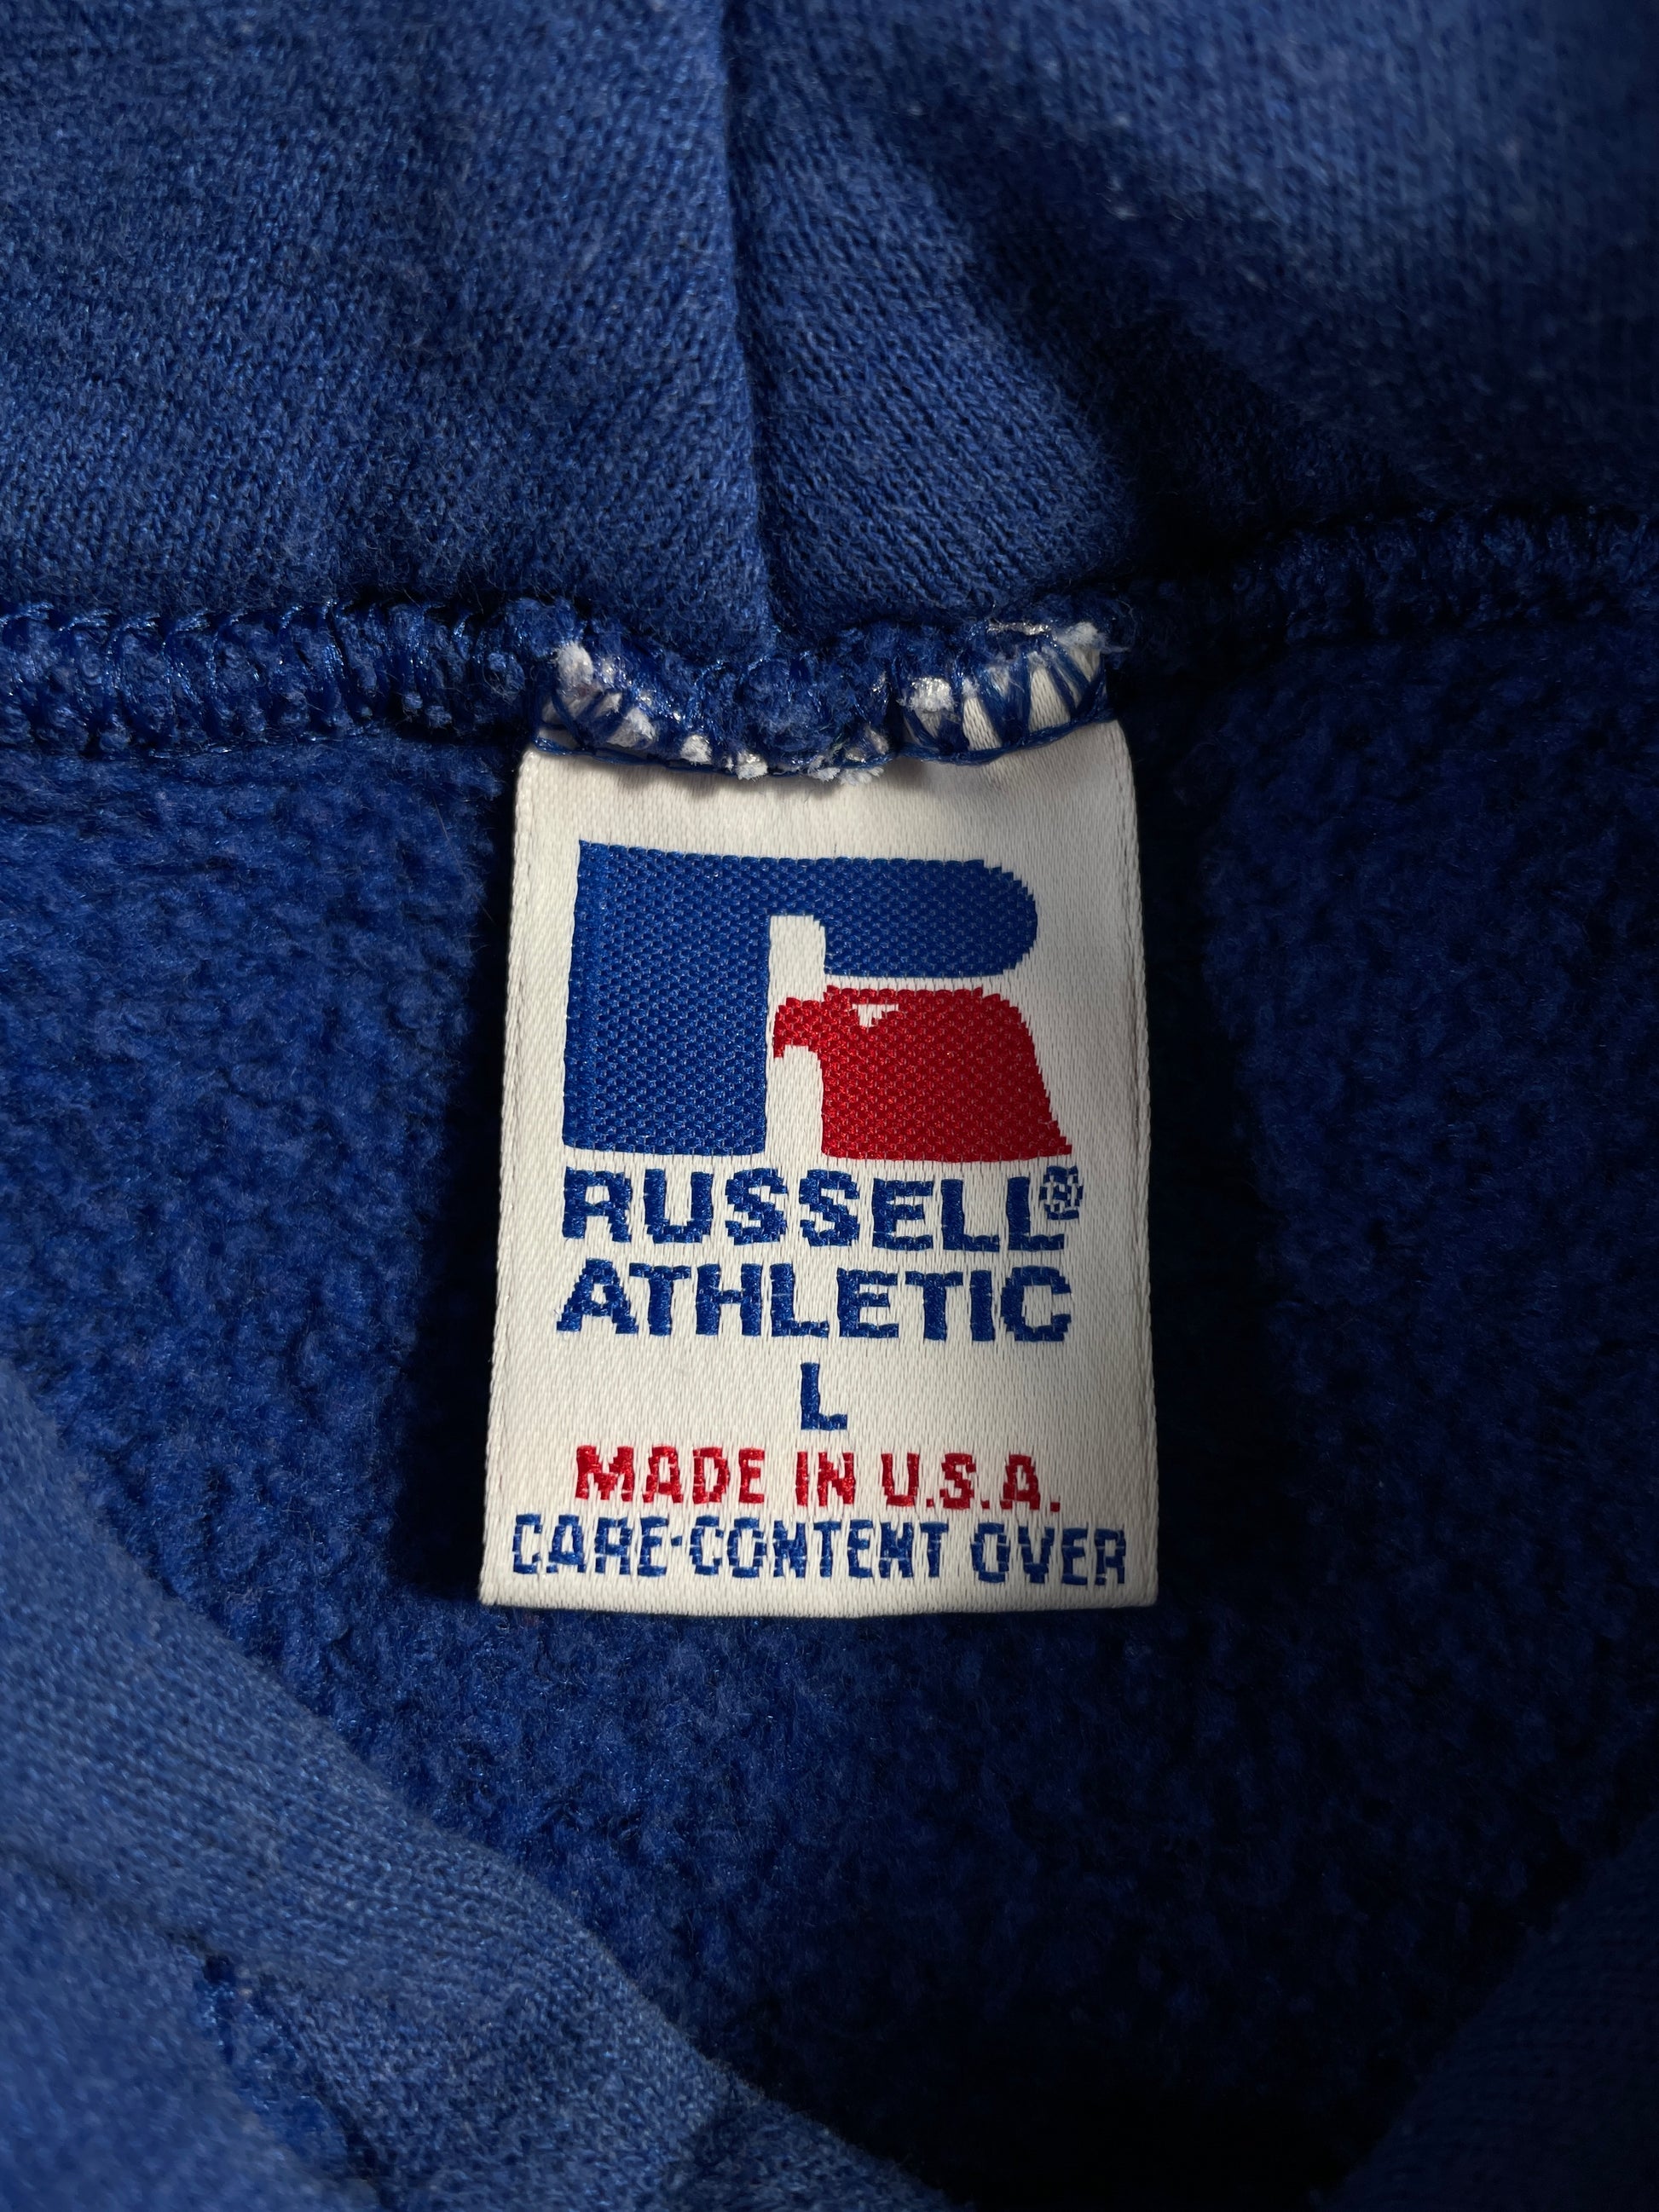 RUSSELL®
ATHLETIC
L
MADE IN U.S.A.
CARE·CONTENT OVER